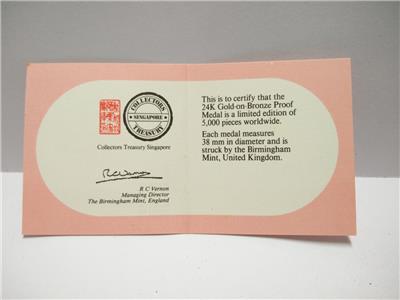 COLLECTORS
SINGAPORE
TREASURY
Collectors Treasury Singapore
R C Vernon
Managing Director
The Birmingham Mint, England
This is to certify that the
24K Gold-on-Bronze Proof
Medal is a limited edition of
5,000 pieces worldwide.
Each medal measures
38 mm in diameter and is
struck by the Birmingham
Mint, United Kingdom.